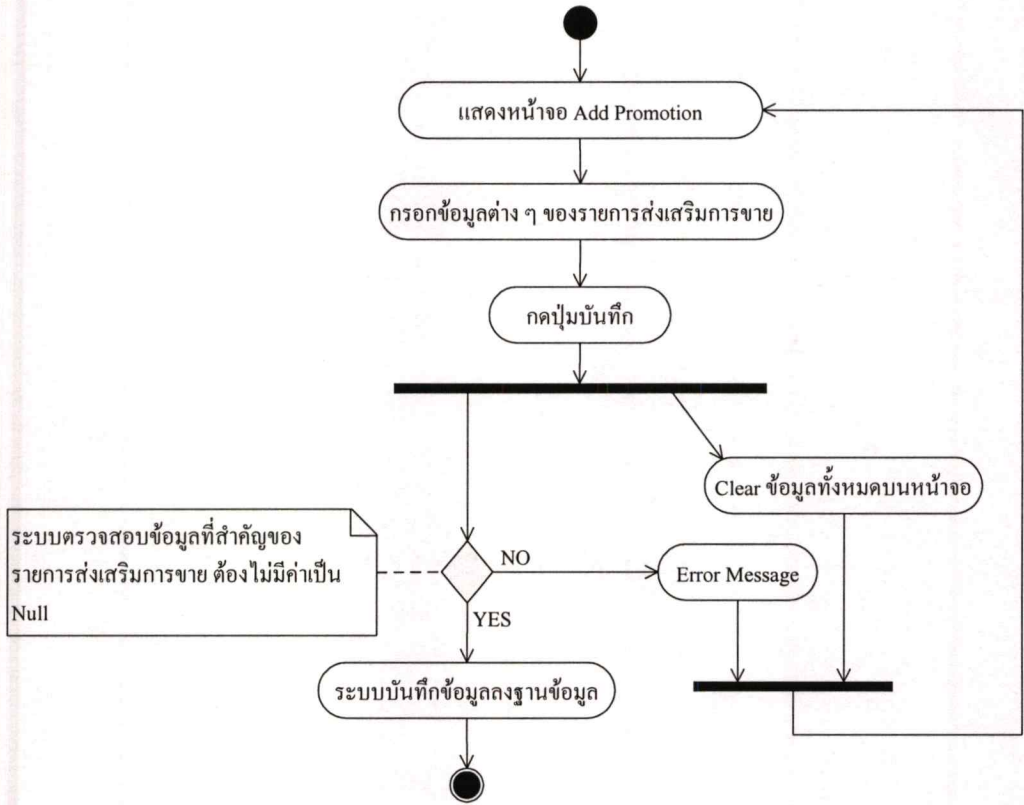 แสดงหน้าจอ Add Promotion
กรอกข้อมูลต่าง ๆ ของรายการส่งเสริมการขาย
กดปุ่มบันทึก
Clear ข้อมูลทั้งหมดบนหน้าจอ
ระบบตรวจสอบข้อมูลที่สำคัญของ
รายการส่งเสริมการขาย ต้องไม่มีค่าเป็น
Null
NO
Error Message
YES
ระบบบันทึกข้อมูลลงฐานข้อมูล